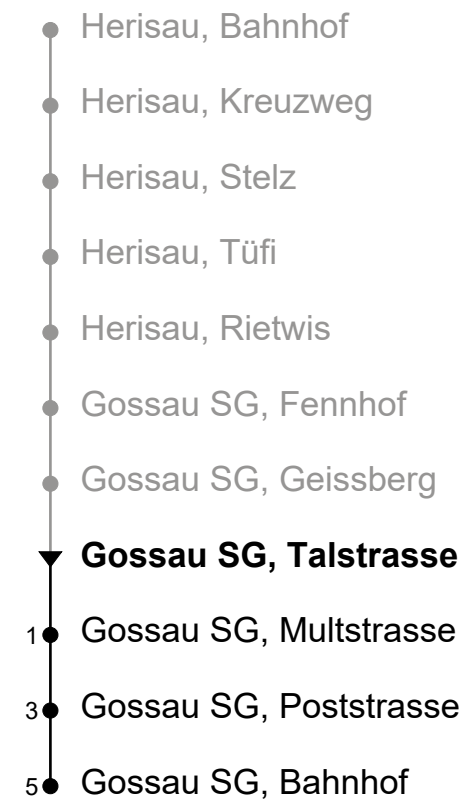 Herisau, Bahnhof
Herisau, Kreuzweg
Herisau, Stelz
Herisau, Tüfi
Herisau, Rietwis
Gossau SG, Fennhof
Gossau SG, Geissberg
Gossau SG, Talstrasse
1 Gossau SG, Multstrasse
3 Gossau SG, Poststrasse
5 Gossau SG, Bahnhof